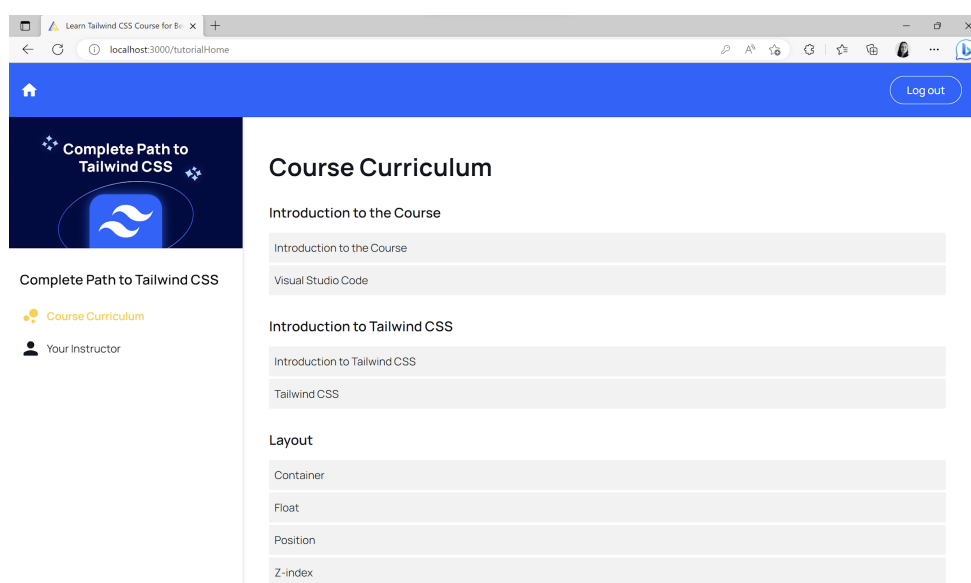 Learn Tailwind CSS Course for Be
localhost:3000/tutorialHome
Log out
Complete Path to
Tailwind CSS
Complete Path to Tailwind CSS
Course Curriculum
Your Instructor
Course Curriculum
Introduction to the Course
Introduction to the Course
Visual Studio Code
Introduction to Tailwind CSS
Introduction to Tailwind CSS
Tailwind CSS
Layout
Container
Float
Position
Z-index